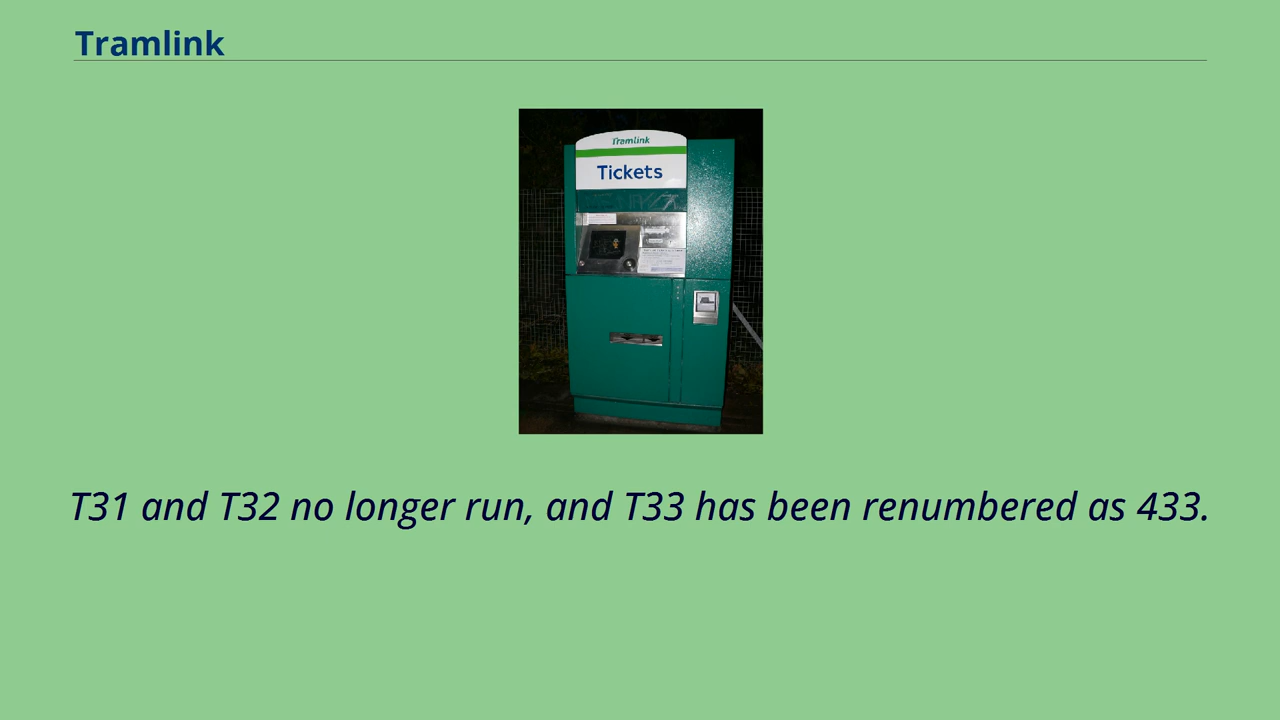 Tramlink
Tramlink
Tickets
T31 and T32 no longer run, and T33 has been renumbered as 433.